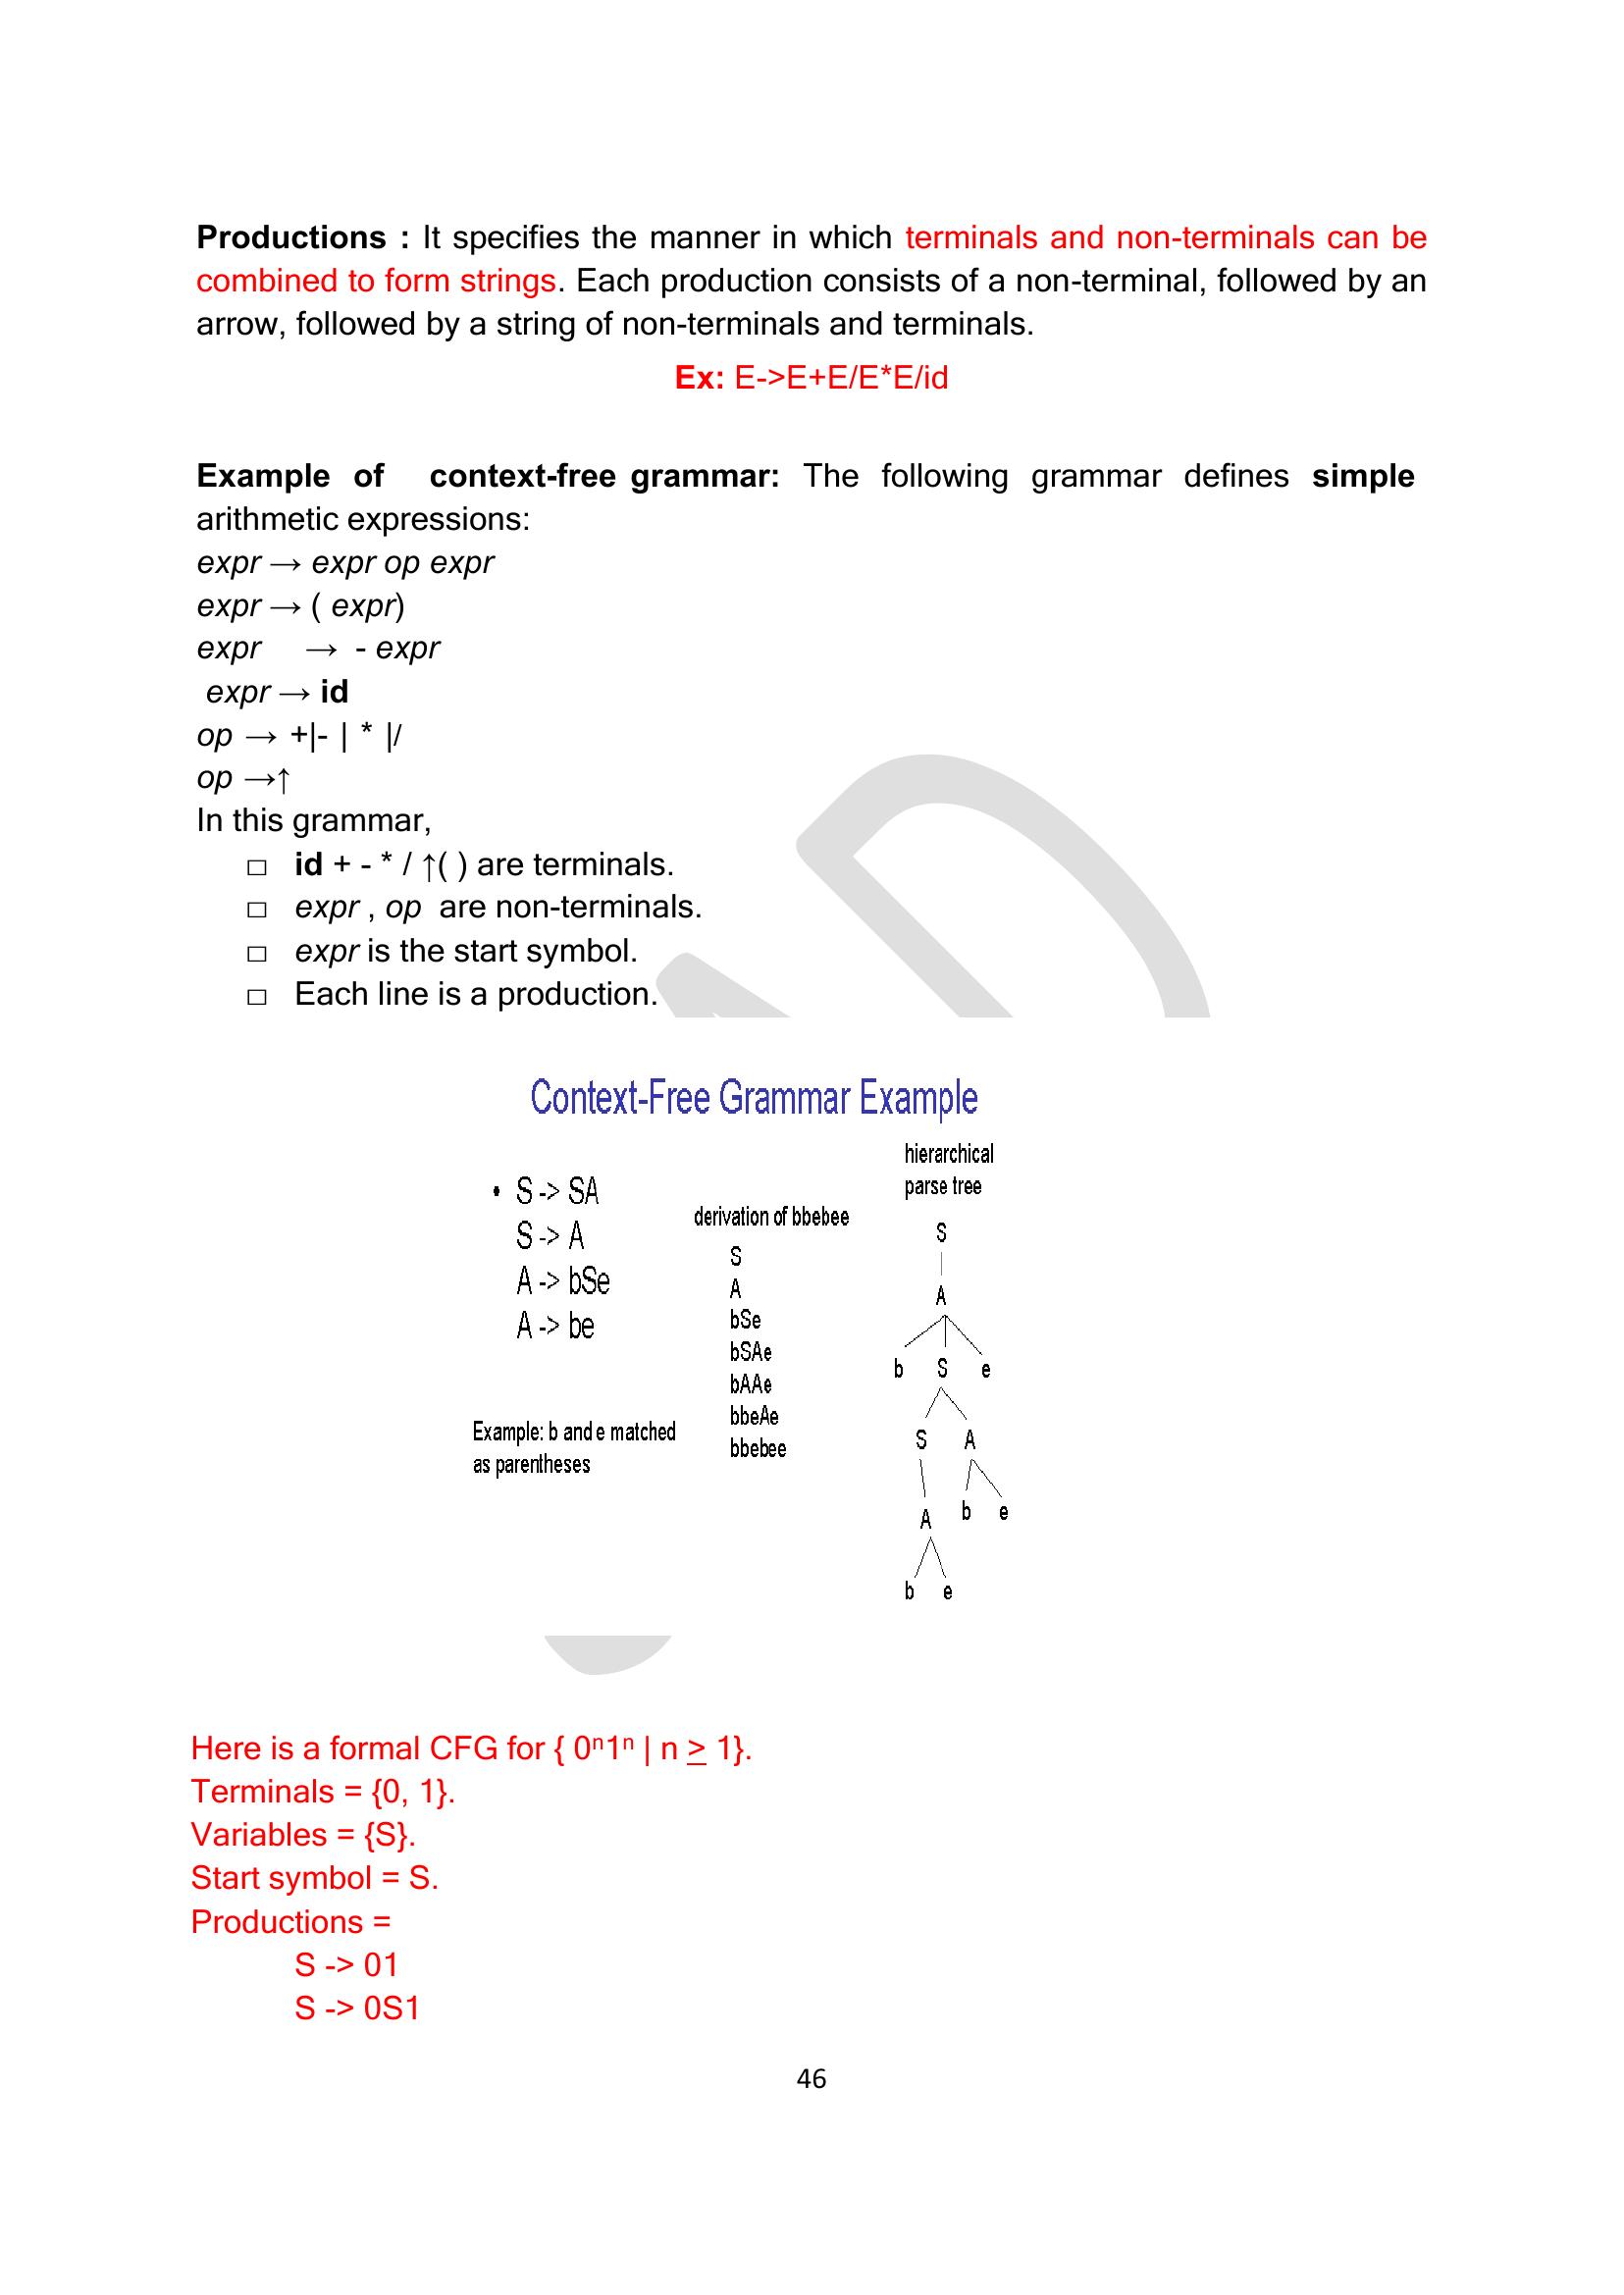 Productions : It specifies the manner in which terminals and non-terminals can be
combined to form strings. Each production consists of a non-terminal, followed by an
arrow, followed by a string of non-terminals and terminals.
Ex: E->E+E/E*E/id
Example of context-free grammar: The following grammar defines simple
arithmetic expressions:
expr → expr op expr
expr → ( expr)
expr → - expr
expr → id
op → +|- | * |/
op →↑
In this grammar,
□ id + - * / ↑( ) are terminals.
□ expr , op are non-terminals.
□ expr is the start symbol.
□ Each line is a production.
Context-Free Grammar Example
• S -> SA
S -> A
A -> bSe
A -> be
Example: b and e matched
as parentheses
derivation of bbebee
S
A
bSe
bSAe
bAAe
bbeAe
bbebee
hierarchical
parse tree
S
A
b S e
S A
A b e
b e
Here is a formal CFG for { 0ⁿ1ⁿ | n ≥ 1}.
Terminals = {0, 1}.
Variables = {S}.
Start symbol = S.
Productions =
S -> 01
S -> 0S1
46